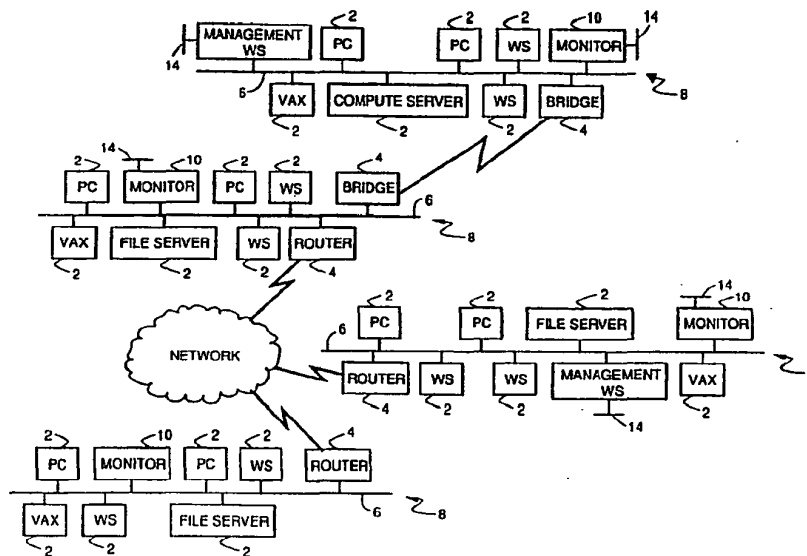 2 2 2 10 14
MANAGEMENT WS PC PC WS MONITOR
14 6 8
VAX COMPUTE SERVER WS BRIDGE
2 2 2 4
14
2 10 2 2 4
PC MONITOR PC WS BRIDGE
6
8
VAX FILE SERVER WS ROUTER
2 2 2 4
14
2 2 2 10
PC PC FILE SERVER MONITOR
NETWORK
6
ROUTER WS WS MANAGEMENT WS VAX
4 2 2 2
14
2 10 2 2 4
PC MONITOR PC WS ROUTER
6 8
VAX WS FILE SERVER
2 2 2